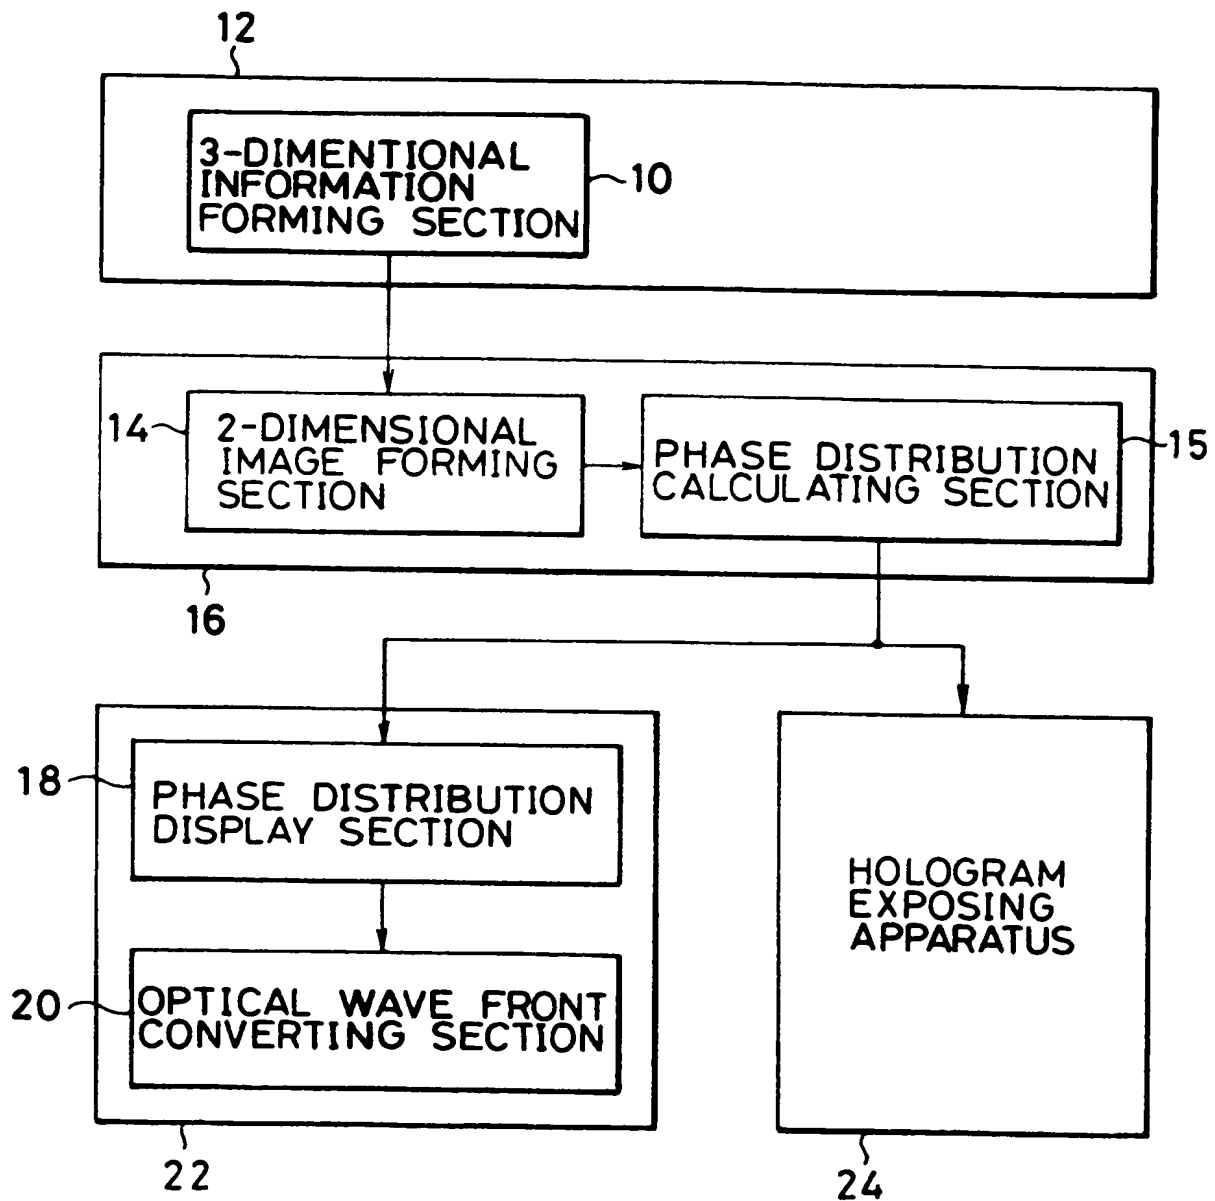 12
3-DIMENTIONAL
INFORMATION
FORMING SECTION
10
14
2-DIMENSIONAL
IMAGE FORMING
SECTION
PHASE DISTRIBUTION
CALCULATING SECTION
15
16
18
PHASE DISTRIBUTION
DISPLAY SECTION
20
OPTICAL WAVE FRONT
CONVERTING SECTION
22
HOLOGRAM
EXPOSING
APPARATUS
24